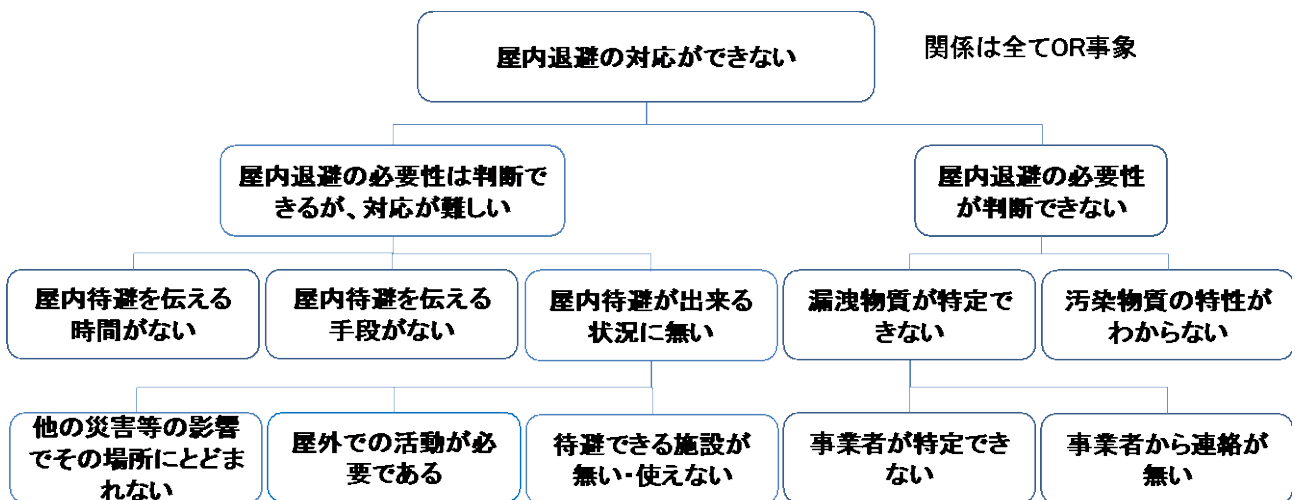 屋内退避の対応ができない
関係は全てOR事象
屋内退避の必要性は判断で
きるが、対応が難しい
屋内退避の必要性
が判断できない
屋内待避を伝える
時間がない
屋内待避を伝える
手段がない
屋内待避が出来る
状況に無い
漏洩物質が特定で
きない
汚染物質の特性が
わからない
他の災害等の影響
でその場所にとどま
れない
屋外での活動が必
要である
待避できる施設が
無い・使えない
事業者が特定でき
ない
事業者から連絡が
無い